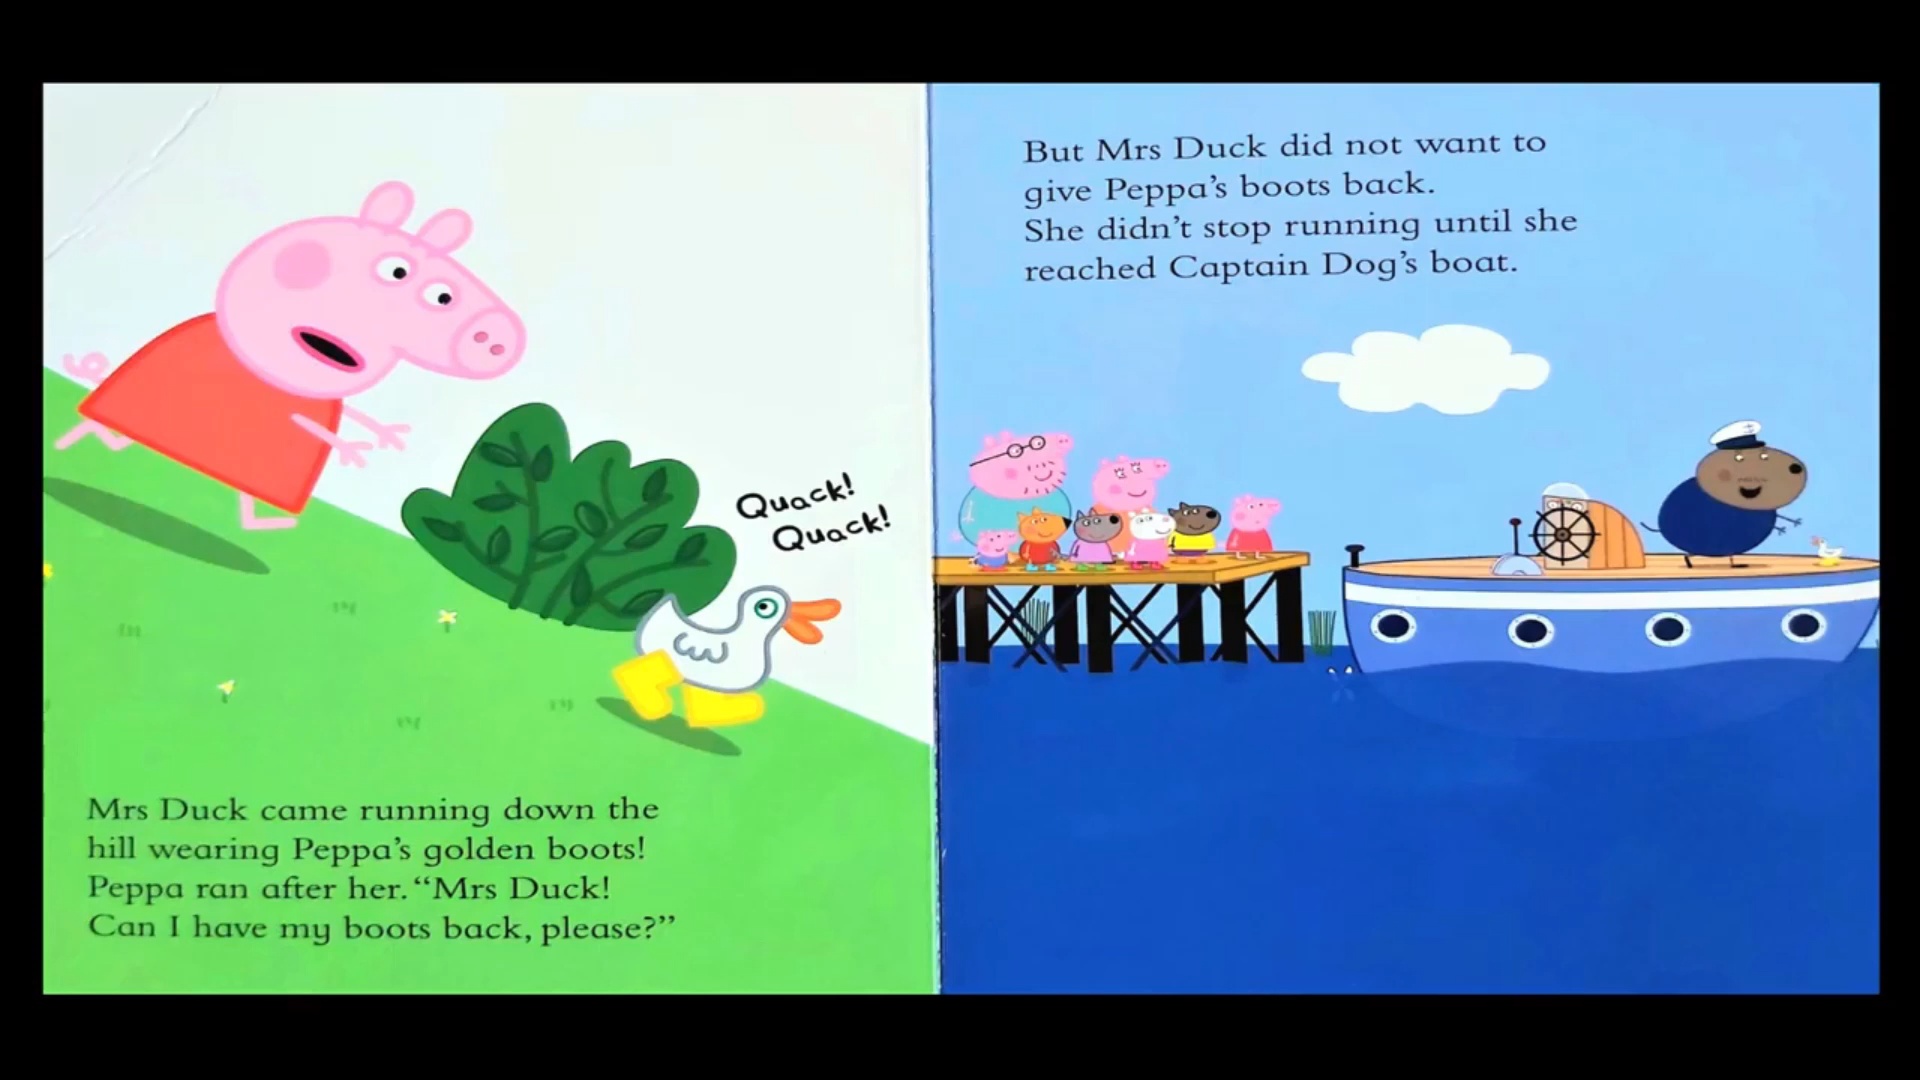 Quack!
Quack!
Mrs Duck came running down the
hill wearing Peppa's golden boots!
Peppa ran after her. “Mrs Duck!
Can I have my boots back, please?”
But Mrs Duck did not want to
give Peppa's boots back.
She didn't stop running until she
reached Captain Dog's boat.